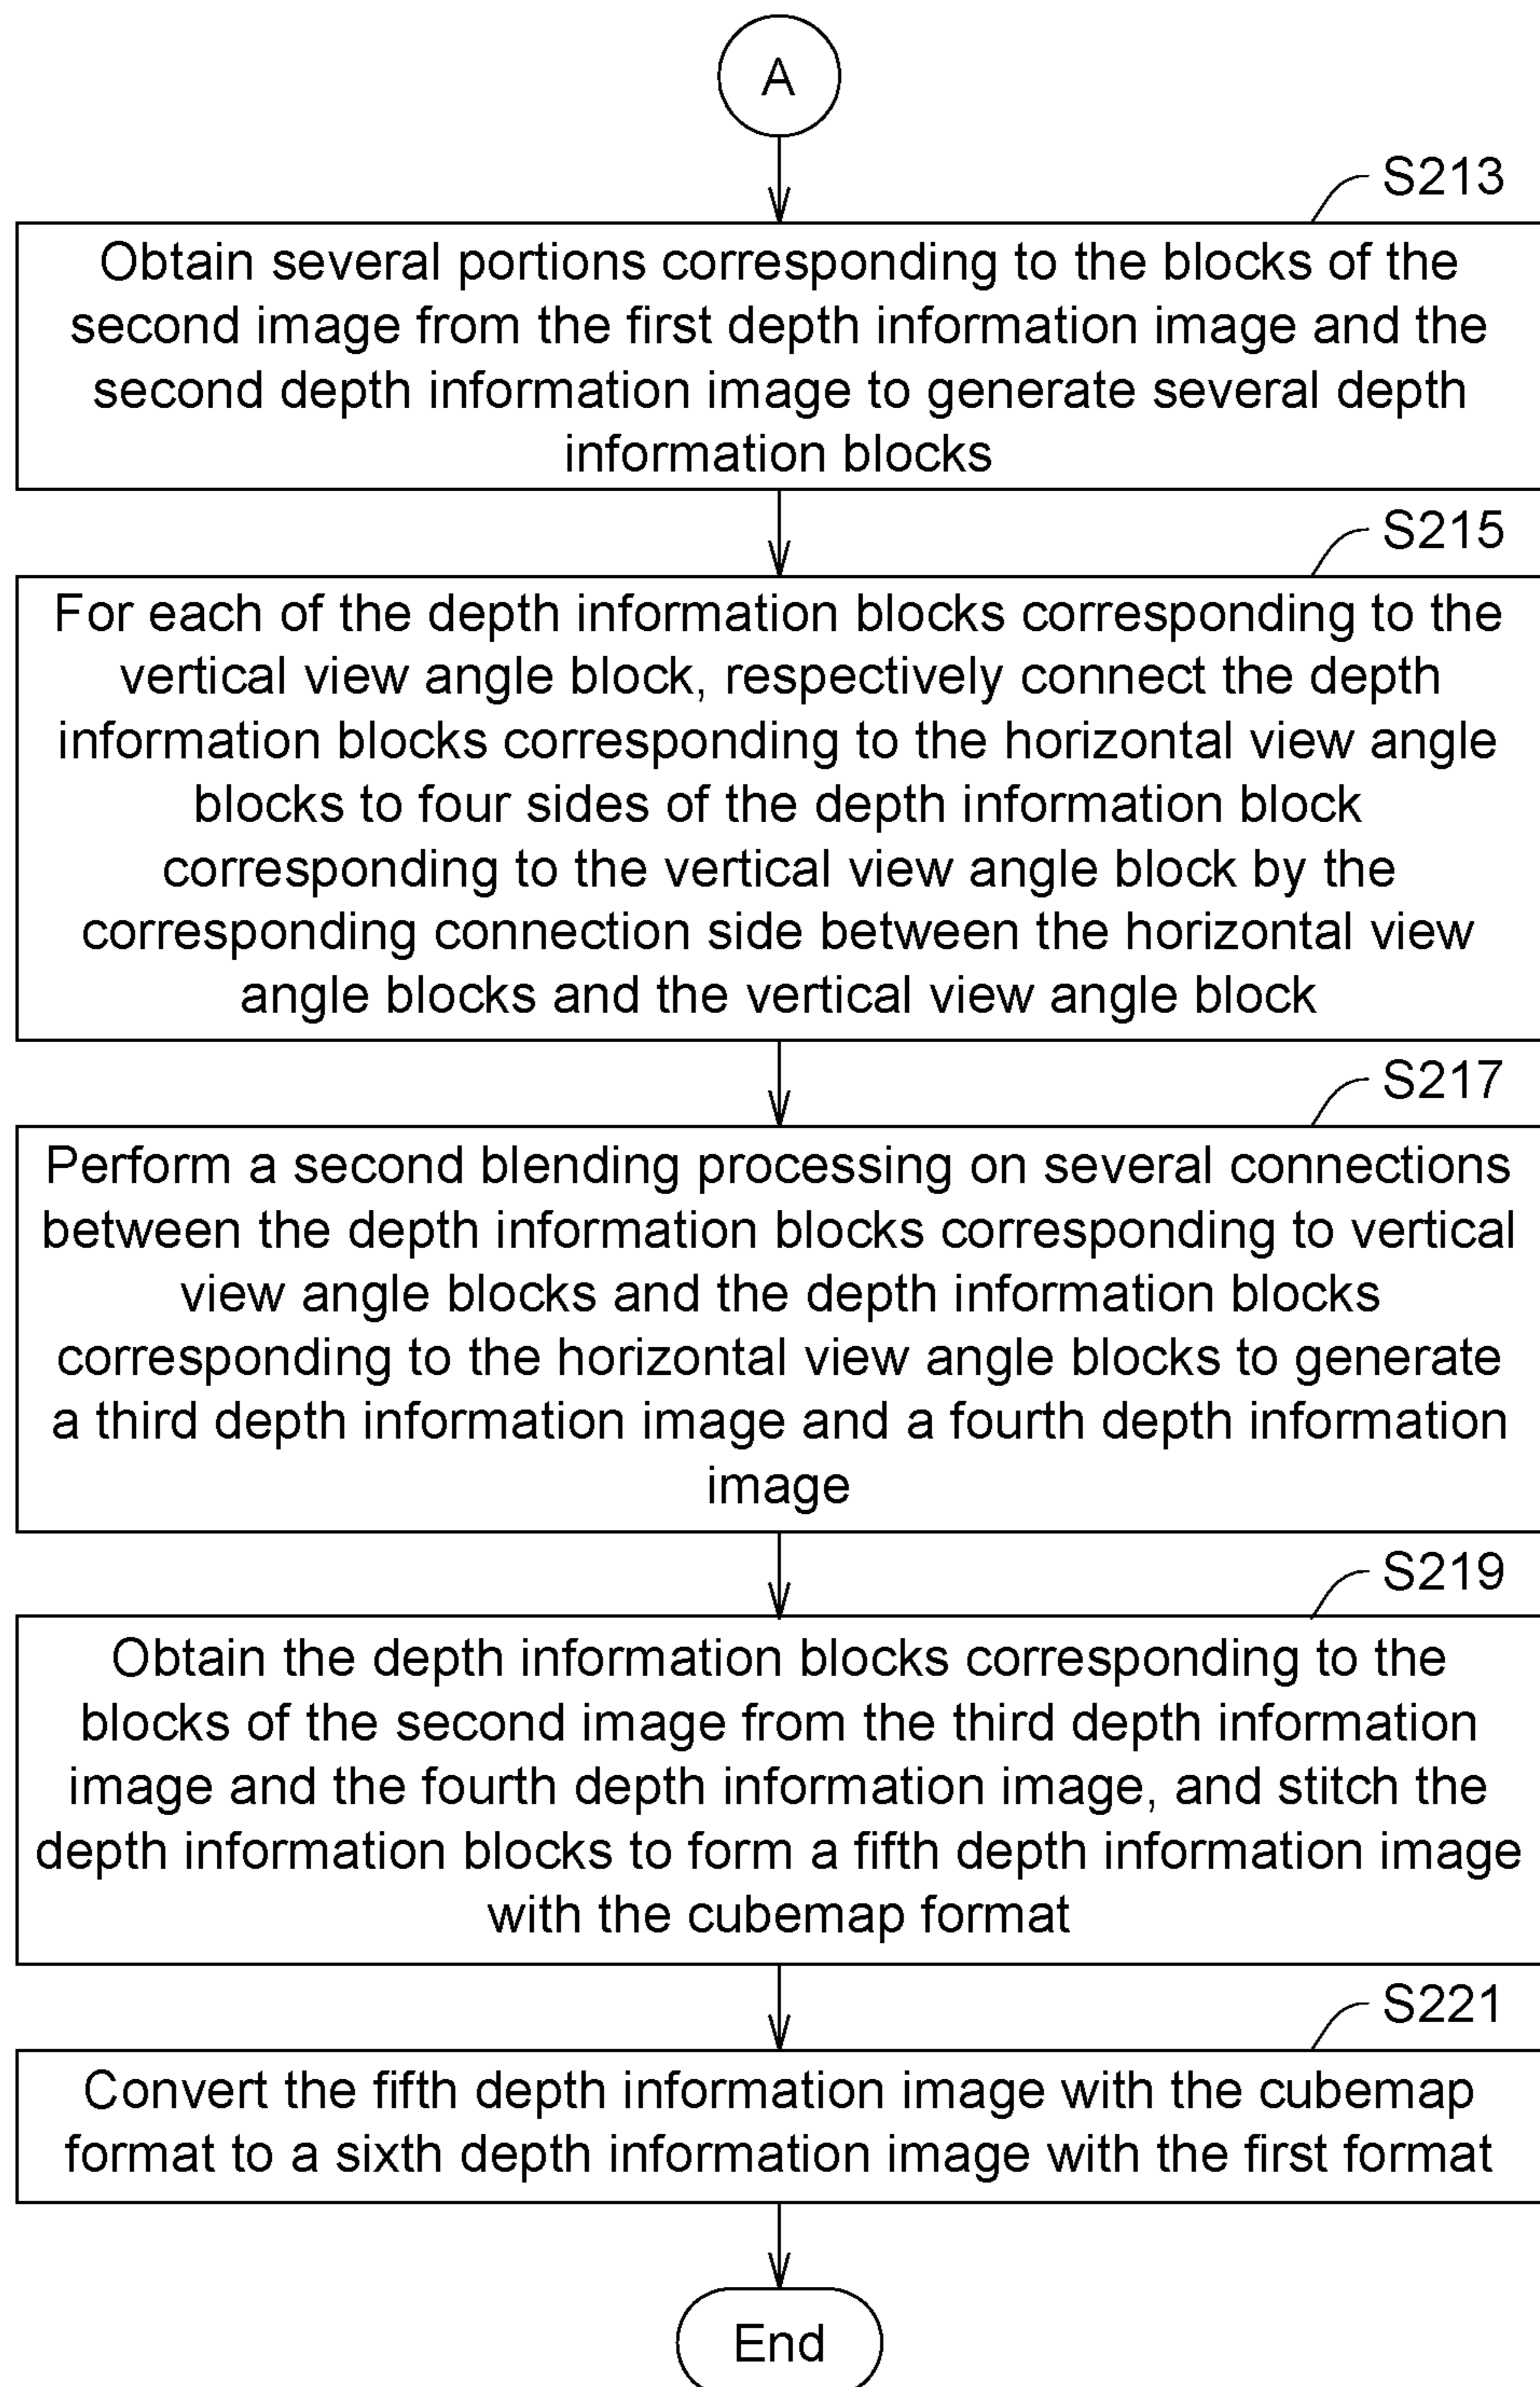 A
S213
Obtain several portions corresponding to the blocks of the
second image from the first depth information image and the
second depth information image to generate several depth
information blocks
S215
For each of the depth information blocks corresponding to the
vertical view angle block, respectively connect the depth
information blocks corresponding to the horizontal view angle
blocks to four sides of the depth information block
corresponding to the vertical view angle block by the
corresponding connection side between the horizontal view
angle blocks and the vertical view angle block
S217
Perform a second blending processing on several connections
between the depth information blocks corresponding to vertical
view angle blocks and the depth information blocks
corresponding to the horizontal view angle blocks to generate
a third depth information image and a fourth depth information
image
S219
Obtain the depth information blocks corresponding to the
blocks of the second image from the third depth information
image and the fourth depth information image, and stitch the
depth information blocks to form a fifth depth information image
with the cubemap format
S221
Convert the fifth depth information image with the cubemap
format to a sixth depth information image with the first format
End